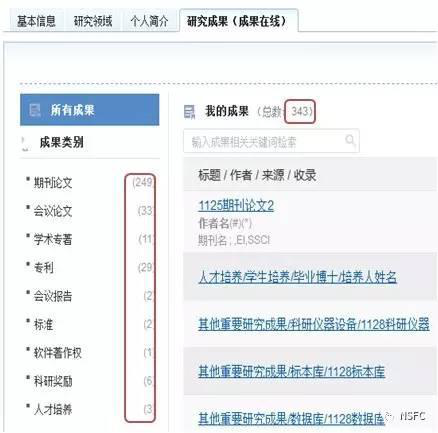 基本信息 研究领域 个人简介 研究成果（成果在线）
所有成果
成果类别
期刊论文 (249)
会议论文 (33)
学术专著 (11)
专利 (29)
会议报告 (2)
标准 (2)
软件著作权 (1)
科研奖励 (6)
人才培养 (3)
我的成果 (总数: 343)
输入成果相关关键词检索
标题 / 作者 / 来源 / 收录
1125期刊论文2
作者名(#)(*)
期刊名 ; ,EI,SSCI
人才培养/学生培养/毕业博士/培养人姓名
其他重要研究成果/科研仪器设备/1128科研仪器
其他重要研究成果/标本库/1128标本库
其他重要研究成果/数据库/1128数据库
NSFC